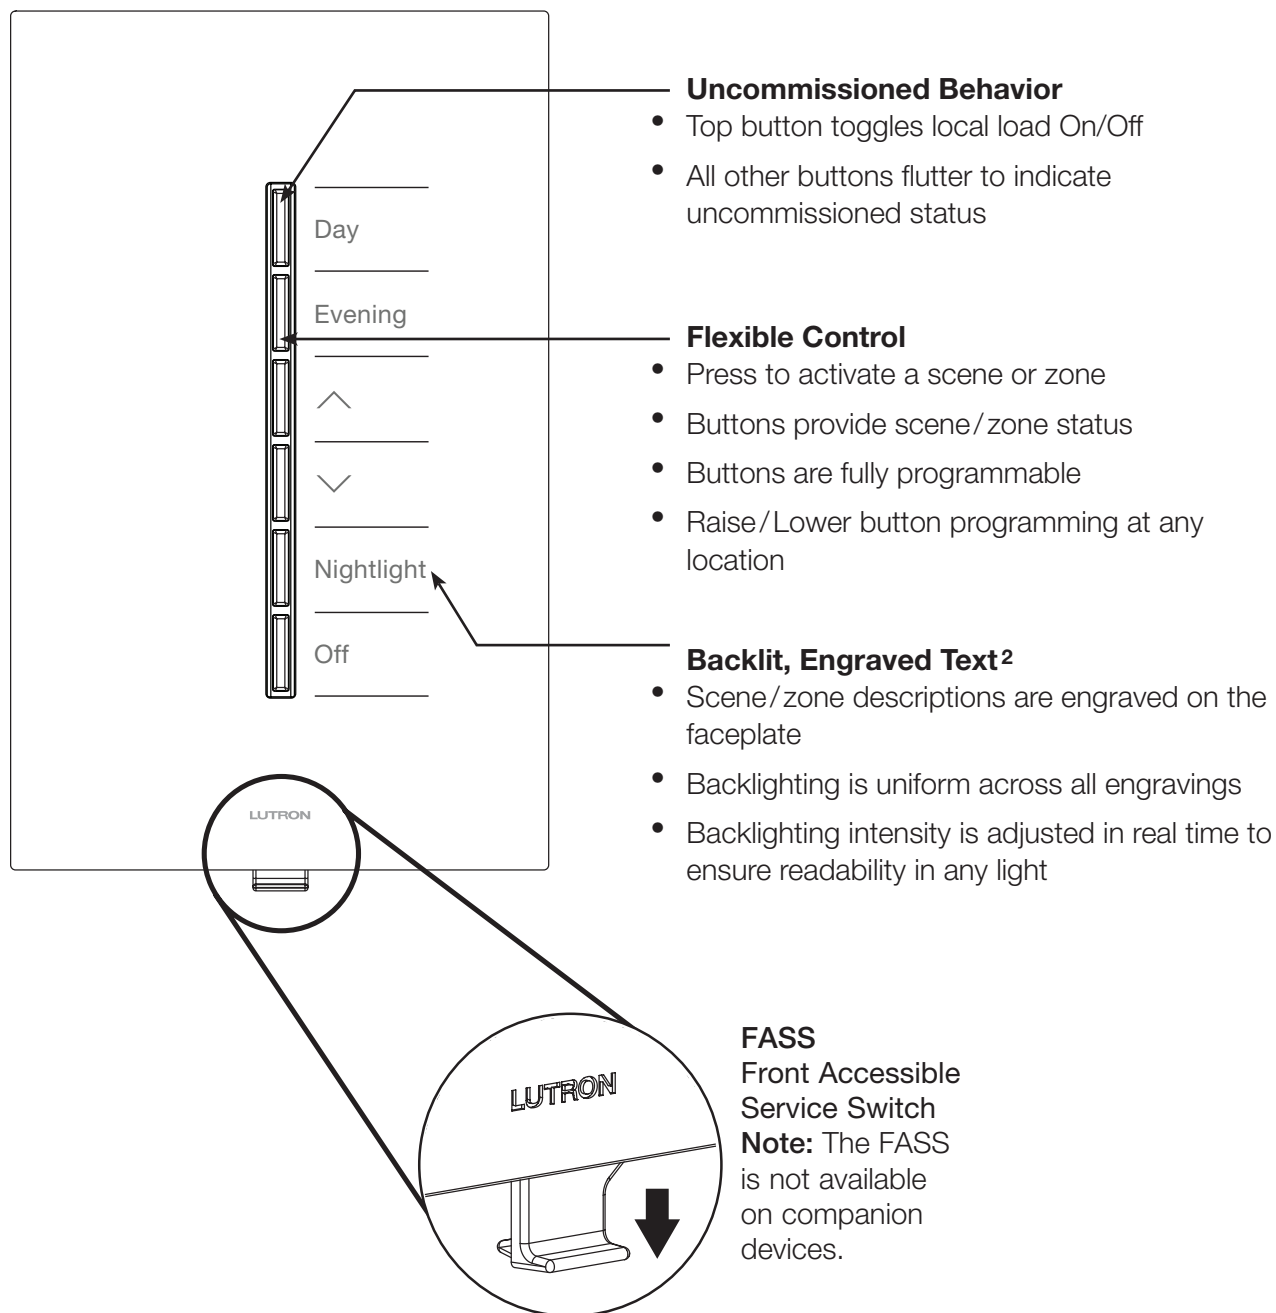 Uncommissioned Behavior
• Top button toggles local load On/Off
• All other buttons flutter to indicate
uncommissioned status
Day
Evening
Flexible Control
• Press to activate a scene or zone
• Buttons provide scene/zone status
• Buttons are fully programmable
• Raise/Lower button programming at any
location
Nightlight
Off
Backlit, Engraved Text2
• Scene/zone descriptions are engraved on the
faceplate
• Backlighting is uniform across all engravings
• Backlighting intensity is adjusted in real time to
ensure readability in any light
LUTRON
LUTRON
FASS
Front Accessible
Service Switch
Note: The FASS
is not available
on companion
devices.